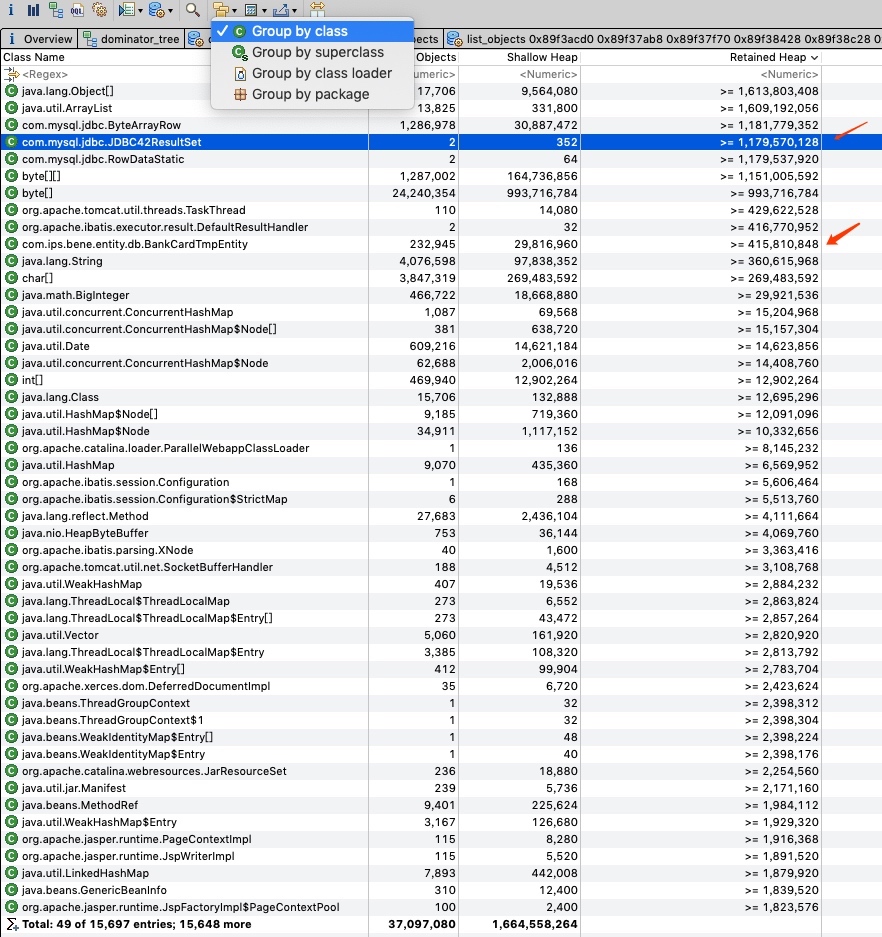 Group by class
Group by superclass
Group by class loader
Group by package
i Overview dominator_tree jects list_objects 0x89f3acd0 0x89f37ab8 0x89f37f70 0x89f38428 0x89f38c28 0
Class Name Objects Shallow Heap Retained Heap
<Regex> umeric> <Numeric> <Numeric>
java.lang.Object[] 17,706 9,564,080 >= 1,613,803,408
java.util.ArrayList 13,825 331,800 >= 1,609,192,056
com.mysql.jdbc.ByteArrayRow 1,286,978 30,887,472 >= 1,181,779,352
com.mysql.jdbc.JDBC42ResultSet 2 352 >= 1,179,570,128
com.mysql.jdbc.RowDataStatic 2 64 >= 1,179,537,920
byte[][] 1,287,002 164,736,856 >= 1,151,005,592
byte[] 24,240,354 993,716,784 >= 993,716,784
org.apache.tomcat.util.threads.TaskThread 110 14,080 >= 429,622,528
org.apache.ibatis.executor.result.DefaultResultHandler 2 32 >= 416,770,952
com.ips.bene.entity.db.BankCardTmpEntity 232,945 29,816,960 >= 415,810,848
java.lang.String 4,076,598 97,838,352 >= 360,615,968
char[] 3,847,319 269,483,592 >= 269,483,592
java.math.BigInteger 466,722 18,668,880 >= 29,921,536
java.util.concurrent.ConcurrentHashMap 1,087 69,568 >= 15,204,968
java.util.concurrent.ConcurrentHashMap$Node[] 381 638,720 >= 15,157,304
java.util.Date 609,216 14,621,184 >= 14,623,856
java.util.concurrent.ConcurrentHashMap$Node 62,688 2,006,016 >= 14,408,760
int[] 469,940 12,902,264 >= 12,902,264
java.lang.Class 15,706 132,888 >= 12,695,296
java.util.HashMap$Node[] 9,185 719,360 >= 12,091,096
java.util.HashMap$Node 34,911 1,117,152 >= 10,332,656
org.apache.catalina.loader.ParallelWebappClassLoader 1 136 >= 8,145,232
java.util.HashMap 9,070 435,360 >= 6,569,952
org.apache.ibatis.session.Configuration 1 168 >= 5,606,464
org.apache.ibatis.session.Configuration$StrictMap 6 288 >= 5,513,760
java.lang.reflect.Method 27,683 2,436,104 >= 4,111,664
java.nio.HeapByteBuffer 753 36,144 >= 4,069,760
org.apache.ibatis.parsing.XNode 40 1,600 >= 3,363,416
org.apache.tomcat.util.net.SocketBufferHandler 188 4,512 >= 3,108,768
java.util.WeakHashMap 407 19,536 >= 2,884,232
java.lang.ThreadLocal$ThreadLocalMap 273 6,552 >= 2,863,824
java.lang.ThreadLocal$ThreadLocalMap$Entry[] 273 43,472 >= 2,857,264
java.util.Vector 5,060 161,920 >= 2,820,920
java.lang.ThreadLocal$ThreadLocalMap$Entry 3,385 108,320 >= 2,813,792
java.util.WeakHashMap$Entry[] 412 99,904 >= 2,783,704
org.apache.xerces.dom.DeferredDocumentImpl 35 6,720 >= 2,423,624
java.beans.ThreadGroupContext 1 32 >= 2,398,312
java.beans.ThreadGroupContext$1 1 32 >= 2,398,304
java.beans.WeakIdentityMap$Entry[] 1 48 >= 2,398,224
java.beans.WeakIdentityMap$Entry 1 40 >= 2,398,176
org.apache.catalina.webresources.JarResourceSet 236 18,880 >= 2,254,560
java.util.jar.Manifest 239 5,736 >= 2,171,160
java.beans.MethodRef 9,401 225,624 >= 1,984,112
java.util.WeakHashMap$Entry 3,167 126,680 >= 1,929,320
org.apache.jasper.runtime.PageContextImpl 115 8,280 >= 1,916,368
org.apache.jasper.runtime.JspWriterImpl 115 5,520 >= 1,891,520
java.util.LinkedHashMap 7,893 442,008 >= 1,879,920
java.beans.GenericBeanInfo 310 12,400 >= 1,839,520
org.apache.jasper.runtime.JspFactoryImpl$PageContextPool 100 2,400 >= 1,823,576
Total: 49 of 15,697 entries; 15,648 more 37,097,080 1,664,558,264